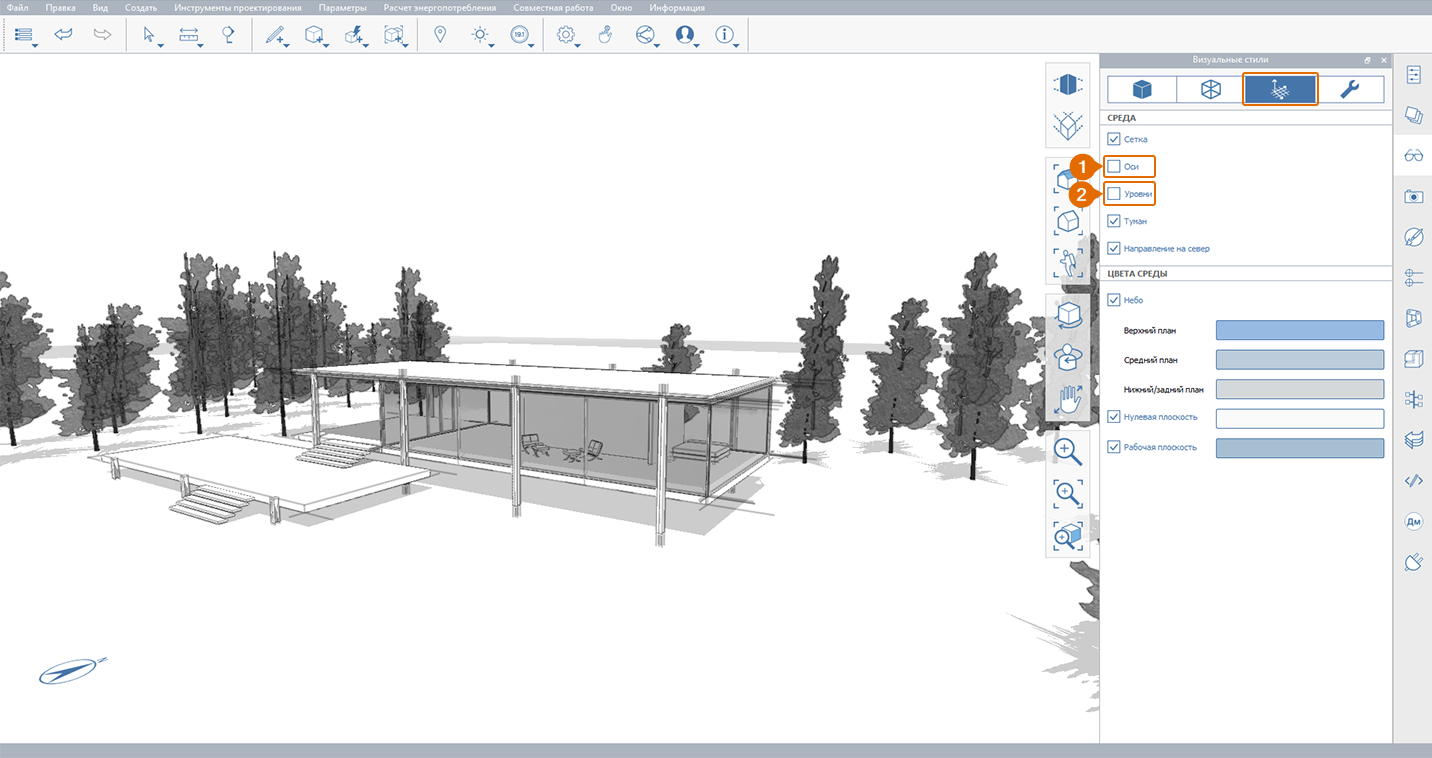 Файл Правка Вид Создать Инструменты проектирования Параметры Расчет энергопотребления Совместная работа Окно Информация
19.1
Визуальные стили
СРЕДА
Сетка
1 Оси
2 Уровни
Туман
Направление на север
ЦВЕТА СРЕДЫ
Небо
Верхний план
Средний план
Нижний/задний план
Нулевая плоскость
Рабочая плоскость
Дм